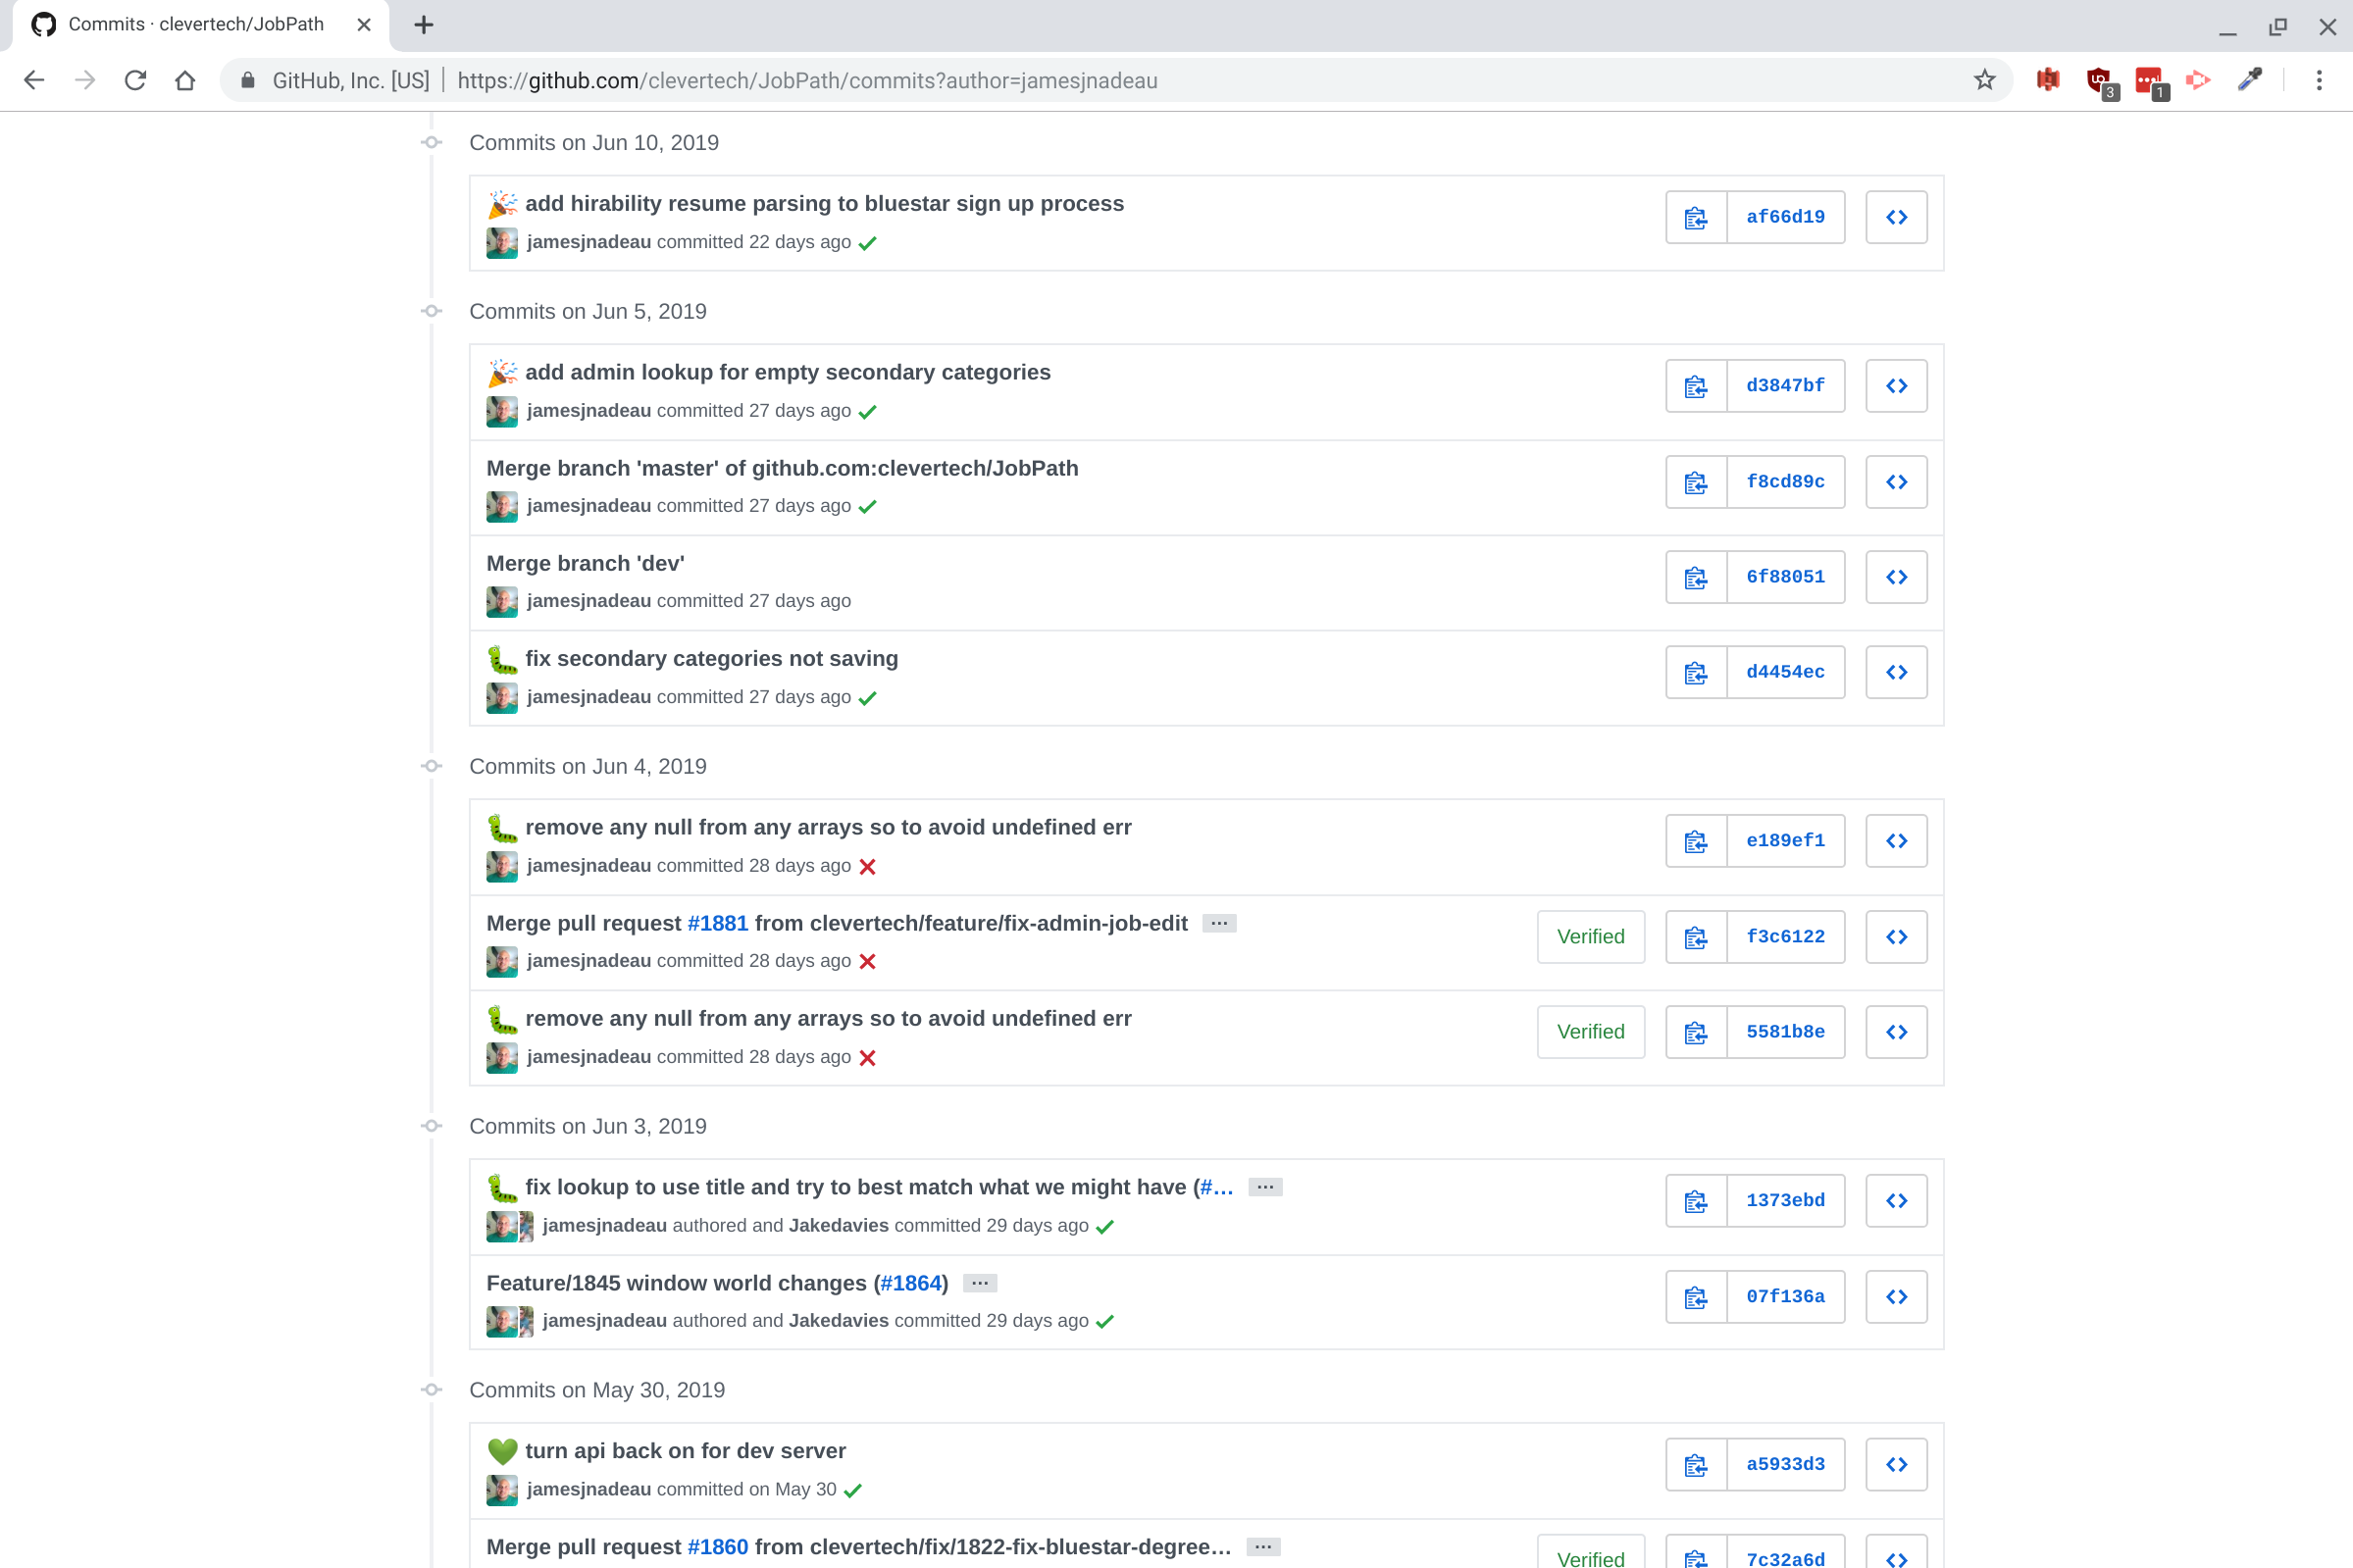 Commits · clevertech/JobPath
GitHub, Inc. [US] https://github.com/clevertech/JobPath/commits?author=jamesjnadeau
3
1
Commits on Jun 10, 2019
add hirability resume parsing to bluestar sign up process
af66d19
jamesjnadeau committed 22 days ago
Commits on Jun 5, 2019
add admin lookup for empty secondary categories
d3847bf
jamesjnadeau committed 27 days ago
Merge branch 'master' of github.com:clevertech/JobPath
f8cd89c
jamesjnadeau committed 27 days ago
Merge branch 'dev'
6f88051
jamesjnadeau committed 27 days ago
fix secondary categories not saving
d4454ec
jamesjnadeau committed 27 days ago
Commits on Jun 4, 2019
remove any null from any arrays so to avoid undefined err
e189ef1
jamesjnadeau committed 28 days ago
Merge pull request #1881 from clevertech/feature/fix-admin-job-edit …
Verified f3c6122
jamesjnadeau committed 28 days ago
remove any null from any arrays so to avoid undefined err
Verified 5581b8e
jamesjnadeau committed 28 days ago
Commits on Jun 3, 2019
fix lookup to use title and try to best match what we might have (#… …
1373ebd
jamesjnadeau authored and Jakedavies committed 29 days ago
Feature/1845 window world changes (#1864) …
07f136a
jamesjnadeau authored and Jakedavies committed 29 days ago
Commits on May 30, 2019
turn api back on for dev server
a5933d3
jamesjnadeau committed on May 30
Merge pull request #1860 from clevertech/fix/1822-fix-bluestar-degree… …
Verified 7c32a6d